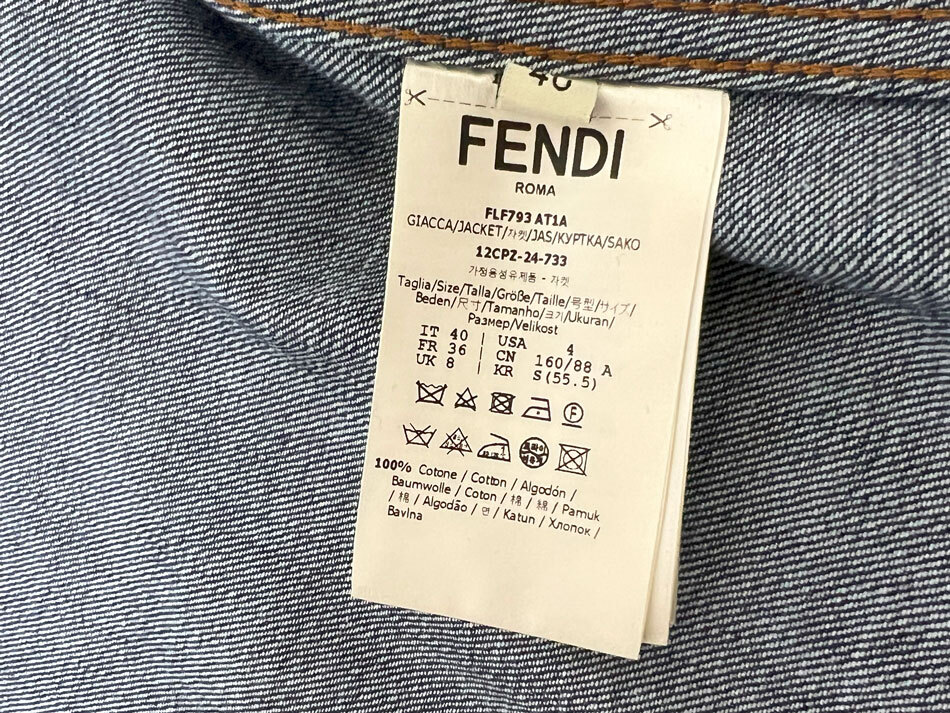 40
FENDI
ROMA
FLF793 AT1A
GIACCA/JACKET/자켓/JAS/КУРТКА/SAKO
12CPZ-24-733
가정용섬유제품 - 자켓
Taglia/Size/Talla/Größe/Taille/号型/サイズ/
Beden/尺寸/Tamanho/크기/Ukuran/
Размер/Velikost
IT 40 | USA 4
FR 36 | CN 160/88 A
UK 8 | KR S(55.5)
F
100% Cotone / Cotton / Algodón /
Baumwolle / Coton / 棉 / 綿 / Pamuk
/ 棉 / Algodão / 면 / Katun / Хлопок /
Bavlna